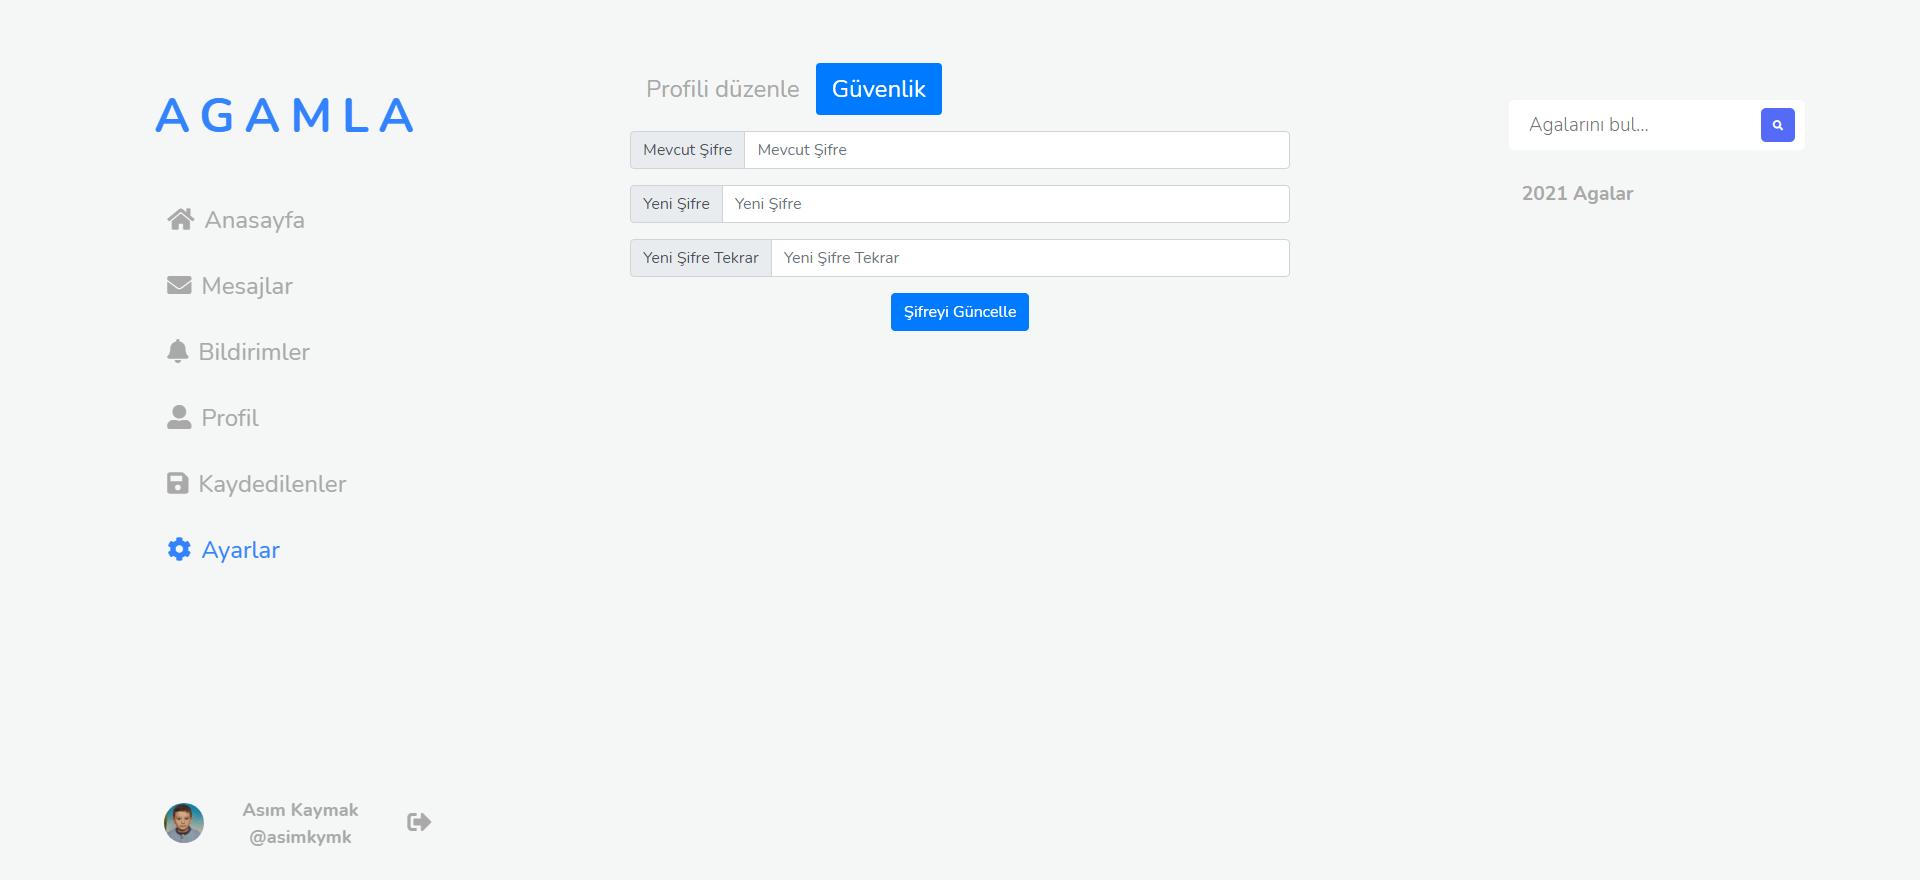 AGAMLA
Anasayfa
Mesajlar
Bildirimler
Profil
Kaydedilenler
Ayarlar
Asım Kaymak
@asimkymk
Profili düzenle
Güvenlik
Mevcut Şifre
Mevcut Şifre
Yeni Şifre
Yeni Şifre
Yeni Şifre Tekrar
Yeni Şifre Tekrar
Şifreyi Güncelle
Agalarını bul...
2021 Agalar